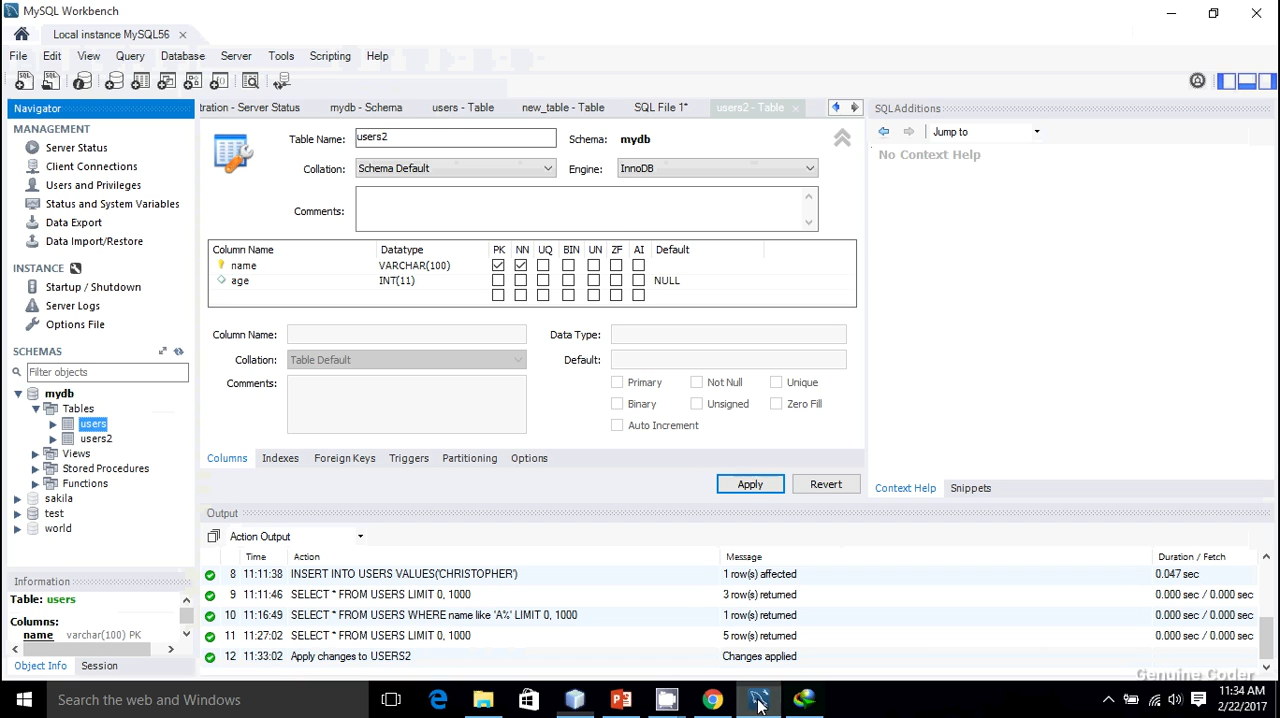 MySQL Workbench
Local instance MySQL56
File Edit View Query Database Server Tools Scripting Help
Navigator
MANAGEMENT
Server Status
Client Connections
Users and Privileges
Status and System Variables
Data Export
Data Import/Restore
INSTANCE
Startup / Shutdown
Server Logs
Options File
SCHEMAS
Filter objects
mydb
Tables
users
users2
Views
Stored Procedures
Functions
sakila
test
world
Information
Table: users
Columns:
name varchar(100) PK
Object Info Session
tration - Server Status mydb - Schema users - Table new_table - Table SQL File 1* users2 - Table
Table Name: users2 Schema: mydb
Collation: Schema Default Engine: InnoDB
Comments:
Column Name Datatype PK NN UQ BIN UN ZF AI Default
name VARCHAR(100)
age INT(11) NULL
Column Name: Data Type:
Collation: Table Default Default:
Comments: Primary Not Null Unique
Binary Unsigned Zero Fill
Auto Increment
Columns Indexes Foreign Keys Triggers Partitioning Options
Apply Revert
SQLAdditions
Jump to
No Context Help
Context Help Snippets
Output
Action Output
Time Action Message Duration / Fetch
8 11:11:38 INSERT INTO USERS VALUES('CHRISTOPHER') 1 row(s) affected 0.047 sec
9 11:11:46 SELECT * FROM USERS LIMIT 0, 1000 3 row(s) returned 0.000 sec / 0.000 sec
10 11:16:49 SELECT * FROM USERS WHERE name like 'A%' LIMIT 0, 1000 1 row(s) returned 0.000 sec / 0.000 sec
11 11:27:02 SELECT * FROM USERS LIMIT 0, 1000 5 row(s) returned 0.000 sec / 0.000 sec
12 11:33:02 Apply changes to USERS2 Changes applied
Genuine Coder
Search the web and Windows
11:34 AM
2/22/2017